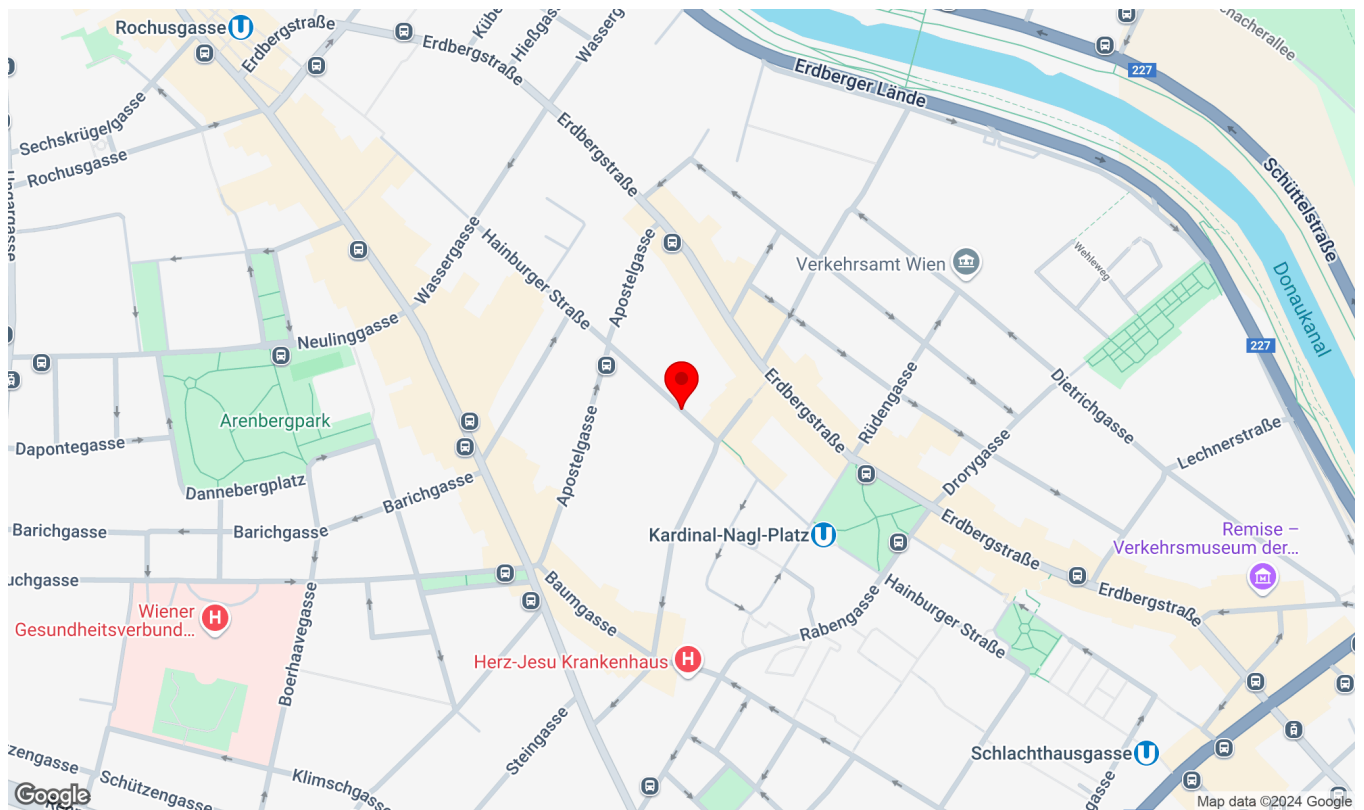 Rochusgasse
Erdbergstraße
Hießgasse
Wassergasse
Erdbergstraße
Erdberger Lände
227
Sechskrügelgasse
Rochusgasse
Erdbergstraße
Schüttelstraße
Wassergasse
Hainburger Straße
Apostelgasse
Verkehrsamt Wien
Wehleweg
Donaukanal
Neulinggasse
227
Arenbergpark
Erdbergstraße
Rüdengasse
Dietrichgasse
Dapontegasse
Dannebergplatz
Barichgasse
Apostelgasse
Drorygasse
Lechnerstraße
Barichgasse
Barichgasse
Kardinal-Nagl-Platz
Erdbergstraße
Remise –
Verkehrsmuseum der...
uchgasse
Baumgasse
Hainburger Straße
Erdbergstraße
Wiener
Gesundheitsverbund...
Boerhaavegasse
Rabengasse
Herz-Jesu Krankenhaus
Steingasse
Schlachthausgasse
tzengasse
Schützengasse
Klimschgasse
Google
Map data ©2024 Google